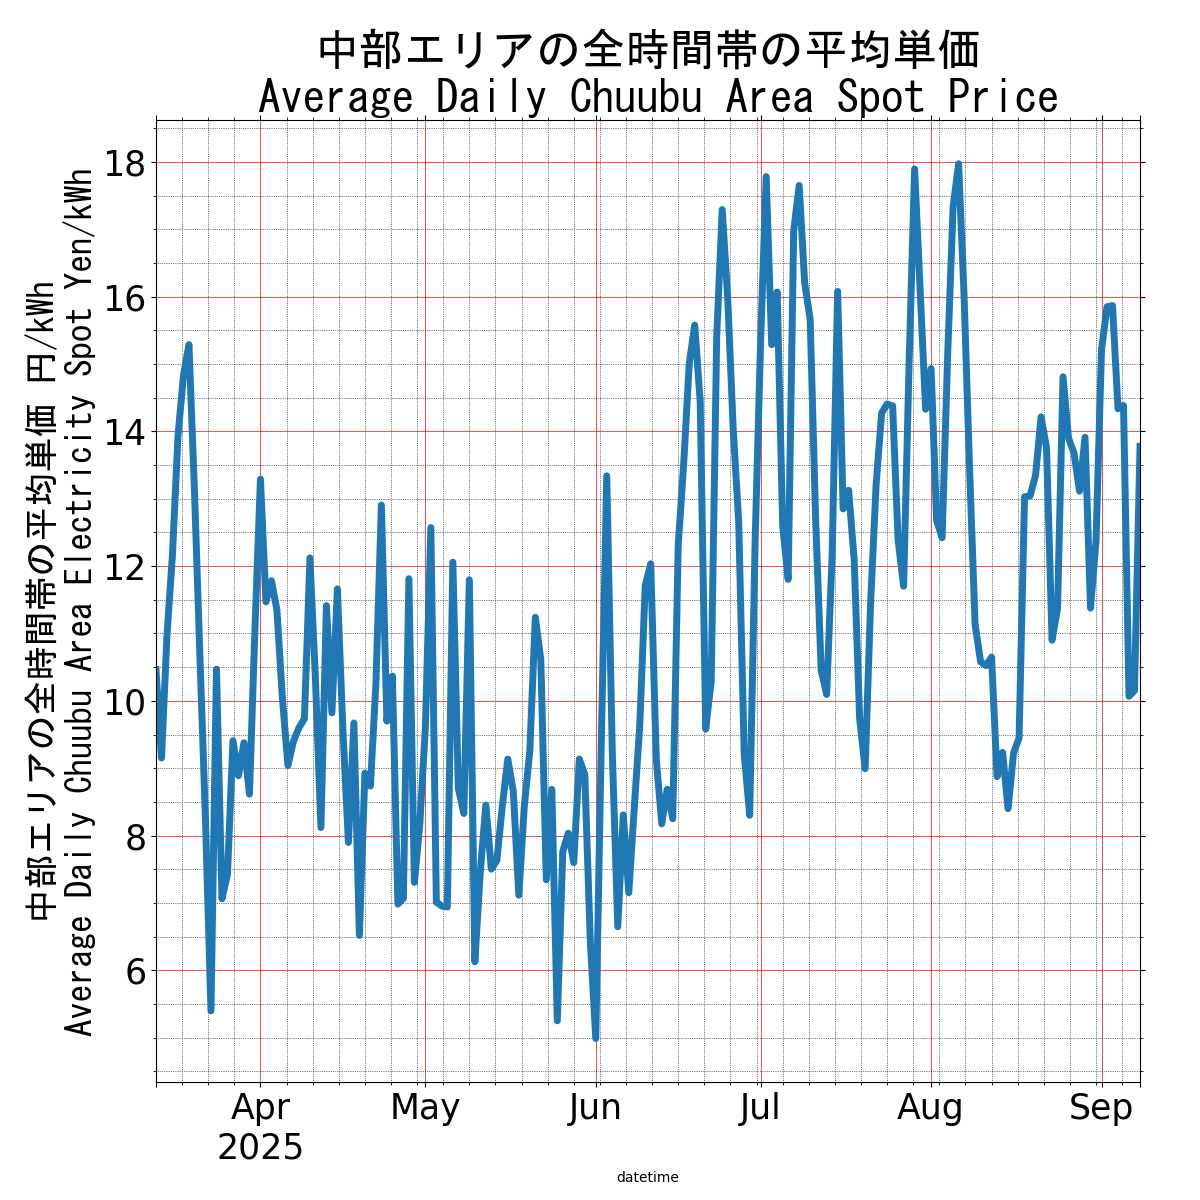 中部エリアの全時間帯の平均単価
Average Daily Chuubu Area Spot Price
中部エリアの全時間帯の平均単価 円/kWh
Average Daily Chuubu Area Electricity Spot Yen/kWh
18
16
14
12
10
8
6
Apr
2025
May
Jun
Jul
Aug
Sep
datetime